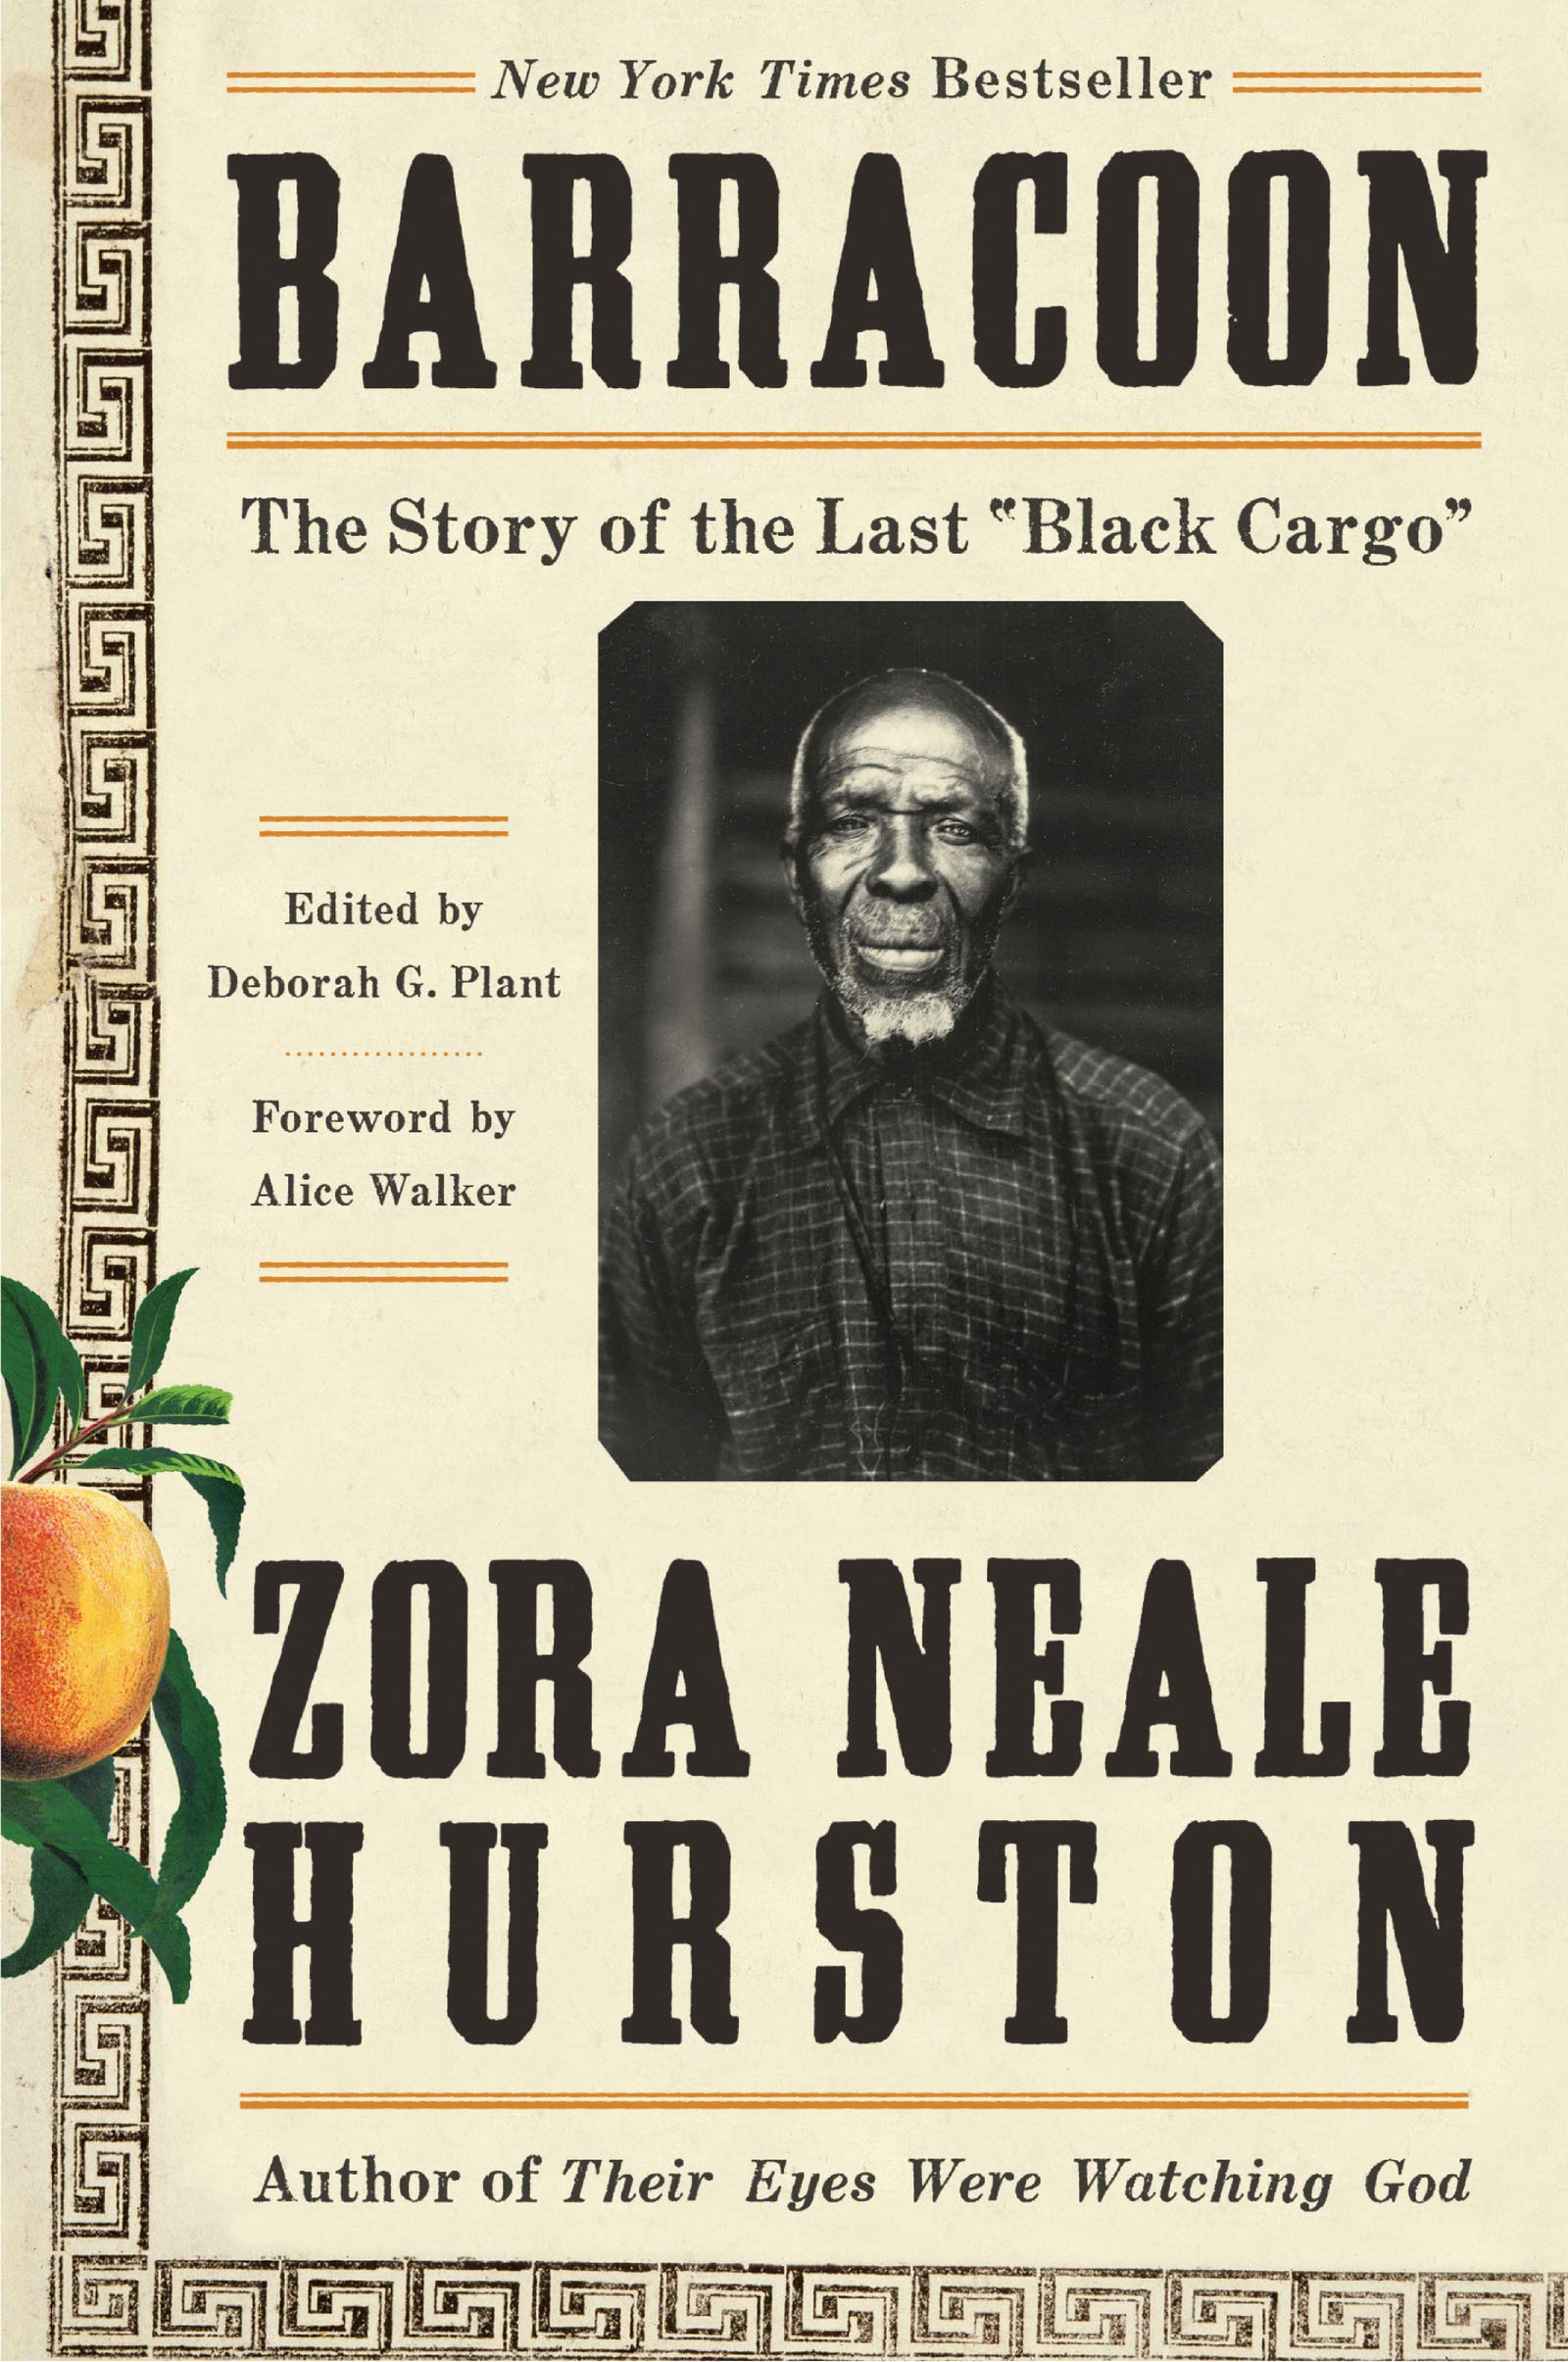 New York Times Bestseller
BARRACOON
The Story of the Last "Black Cargo"
Edited by
Deborah G. Plant
Foreword by
Alice Walker
ZORA NEALE
HURSTON
Author of Their Eyes Were Watching God